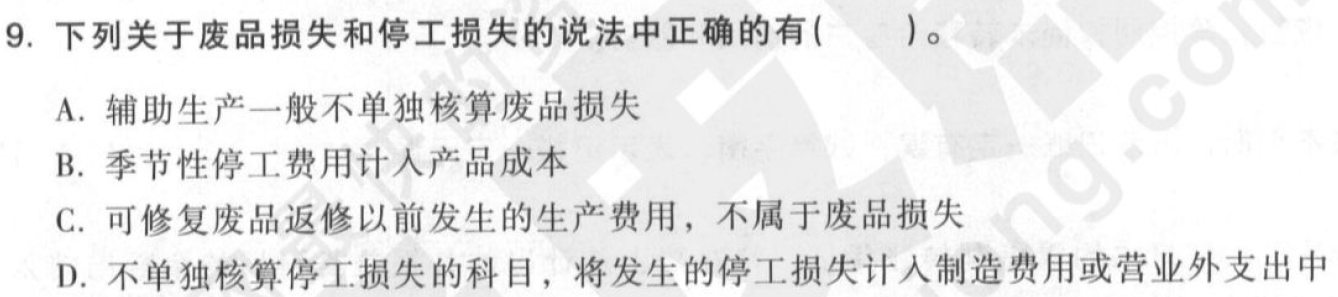 9. 下列关于废品损失和停工损失的说法中正确的有(　　)。
A. 辅助生产一般不单独核算废品损失
B. 季节性停工费用计入产品成本
C. 可修复废品返修以前发生的生产费用，不属于废品损失
D. 不单独核算停工损失的科目，将发生的停工损失计入制造费用或营业外支出中